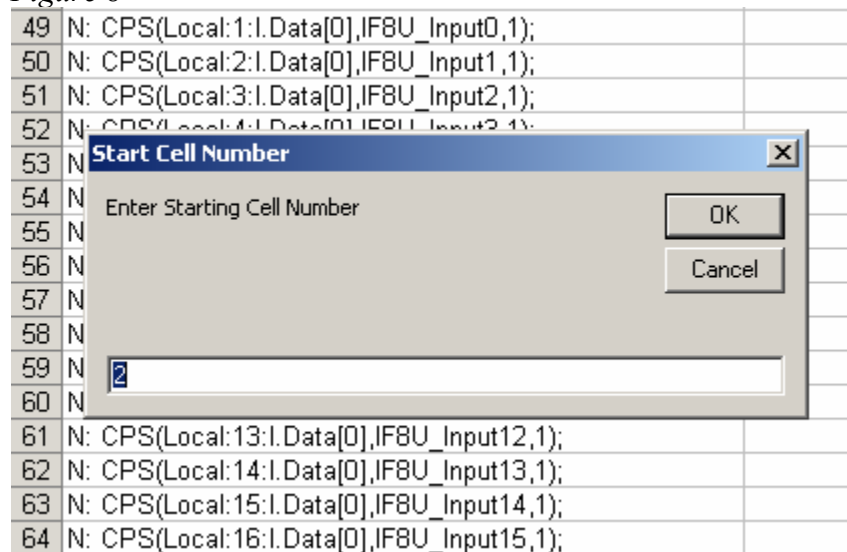 49 N: CPS(Local:1:I.Data[0],IF8U_Input0,1);
50 N: CPS(Local:2:I.Data[0],IF8U_Input1,1);
51 N: CPS(Local:3:I.Data[0],IF8U_Input2,1);
52 N: CPS(Local:4:I.Data[0],IF8U_Input3,1);
53 N
Start Cell Number
54 N
Enter Starting Cell Number
OK
55 N
56 N
Cancel
57 N
58 N
59 N
2
60 N
61 N: CPS(Local:13:I.Data[0],IF8U_Input12,1);
62 N: CPS(Local:14:I.Data[0],IF8U_Input13,1);
63 N: CPS(Local:15:I.Data[0],IF8U_Input14,1);
64 N: CPS(Local:16:I.Data[0],IF8U_Input15,1);